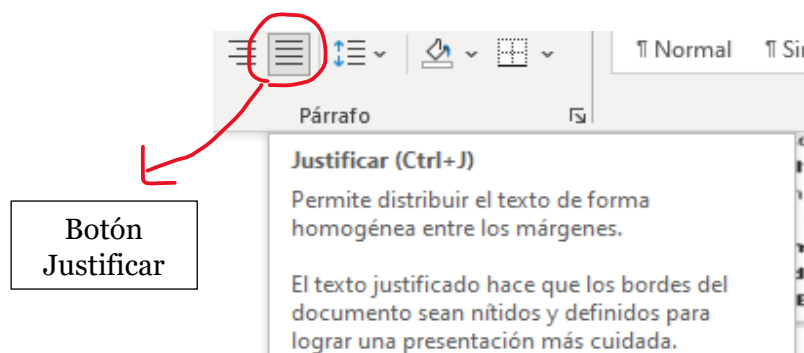 ¶ Normal ¶ Si
Párrafo
Justificar (Ctrl+J)
Permite distribuir el texto de forma
homogénea entre los márgenes.
El texto justificado hace que los bordes del
documento sean nítidos y definidos para
lograr una presentación más cuidada.
Botón
Justificar